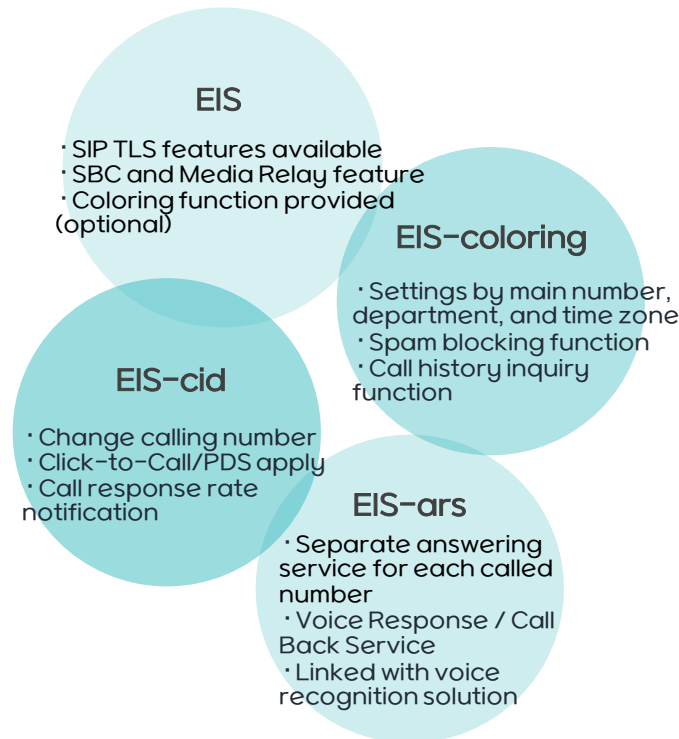 EIS
· SIP TLS features available
· SBC and Media Relay feature
· Coloring function provided
(optional)
EIS-coloring
· Settings by main number,
department, and time zone
· Spam blocking function
· Call history inquiry
function
EIS-cid
· Change calling number
· Click-to-Call/PDS apply
· Call response rate
notification
EIS-ars
· Separate answering
service for each called
number
· Voice Response / Call
Back Service
· Linked with voice
recognition solution